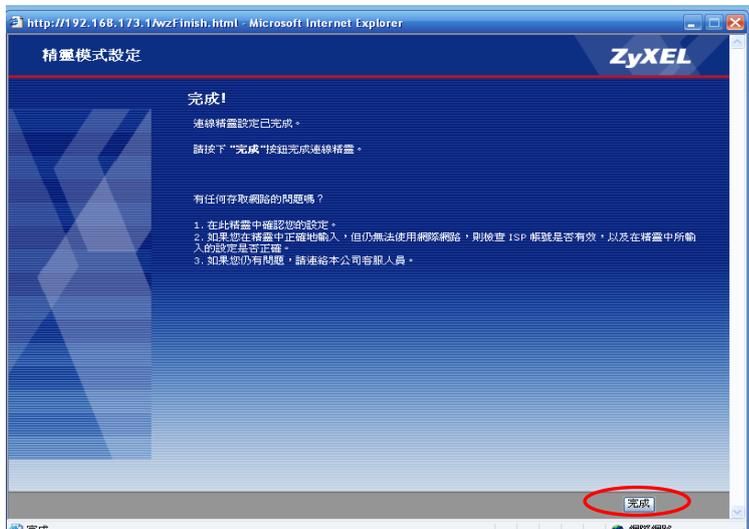 http://192.168.173.1/wzFinish.html - Microsoft Internet Explorer
精靈模式設定
ZyXEL
完成!
連線精靈設定已完成。
請按下 "完成"按鈕完成連線精靈。
有任何存取網路的問題嗎？
1. 在此精靈中確認您的設定。
2. 如果您在精靈中正確地輸入，但仍無法使用網際網路，則檢查 ISP 帳號是否有效，以及在精靈中所輸
入的設定是否正確。
3. 如果您仍有問題，請連絡本公司客服人員。
完成
完成
網際網路